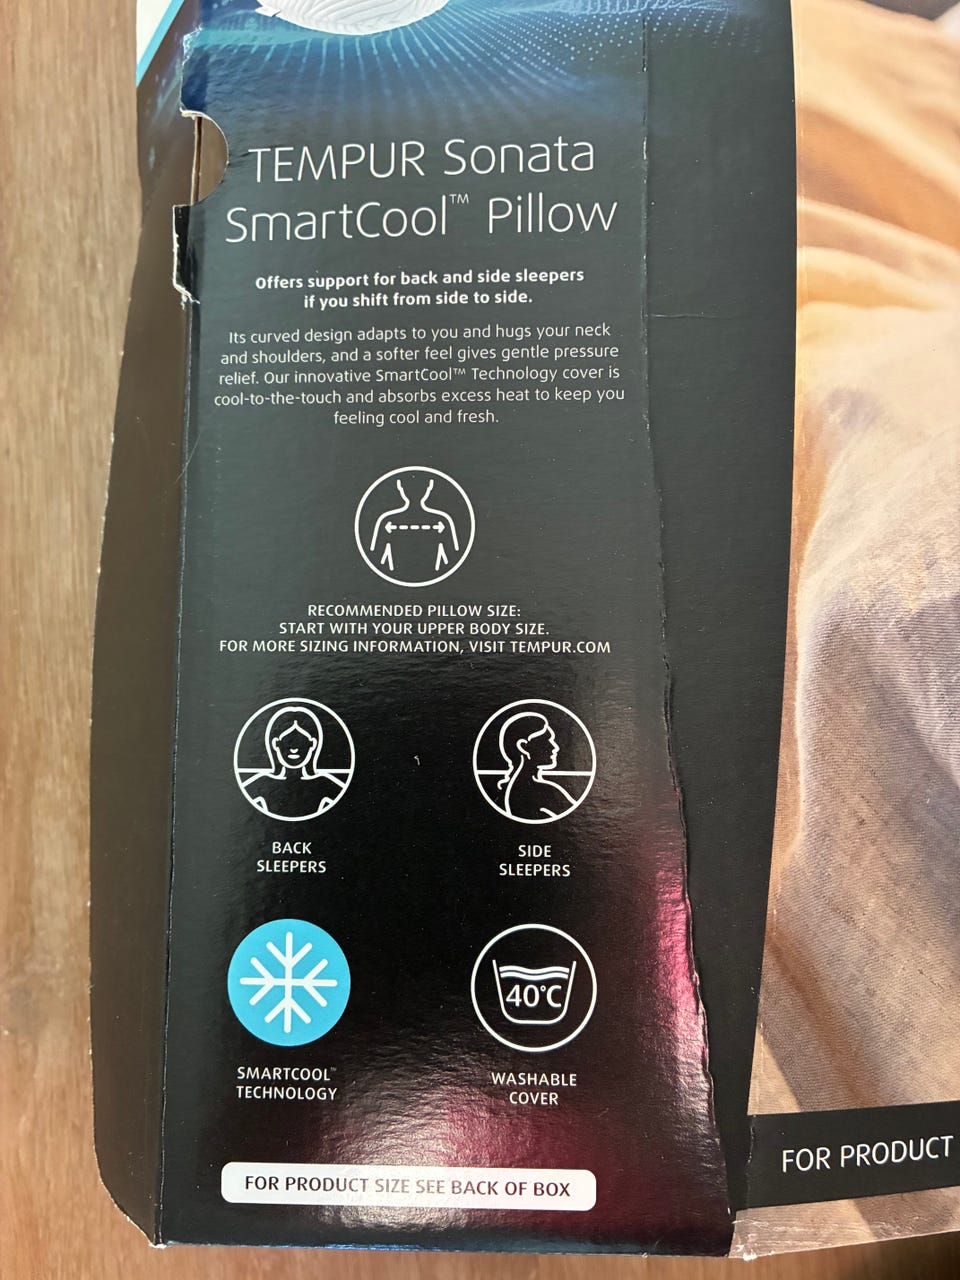 TEMPUR Sonata
SmartCool™ Pillow
Offers support for back and side sleepers
if you shift from side to side.
Its curved design adapts to you and hugs your neck
and shoulders, and a softer feel gives gentle pressure
relief. Our innovative SmartCool™ Technology cover is
cool-to-the-touch and absorbs excess heat to keep you
feeling cool and fresh.
RECOMMENDED PILLOW SIZE:
START WITH YOUR UPPER BODY SIZE.
FOR MORE SIZING INFORMATION, VISIT TEMPUR.COM
BACK
SLEEPERS
SIDE
SLEEPERS
40°C
SMARTCOOL™
TECHNOLOGY
WASHABLE
COVER
FOR PRODUCT SIZE SEE BACK OF BOX
FOR PRODUCT